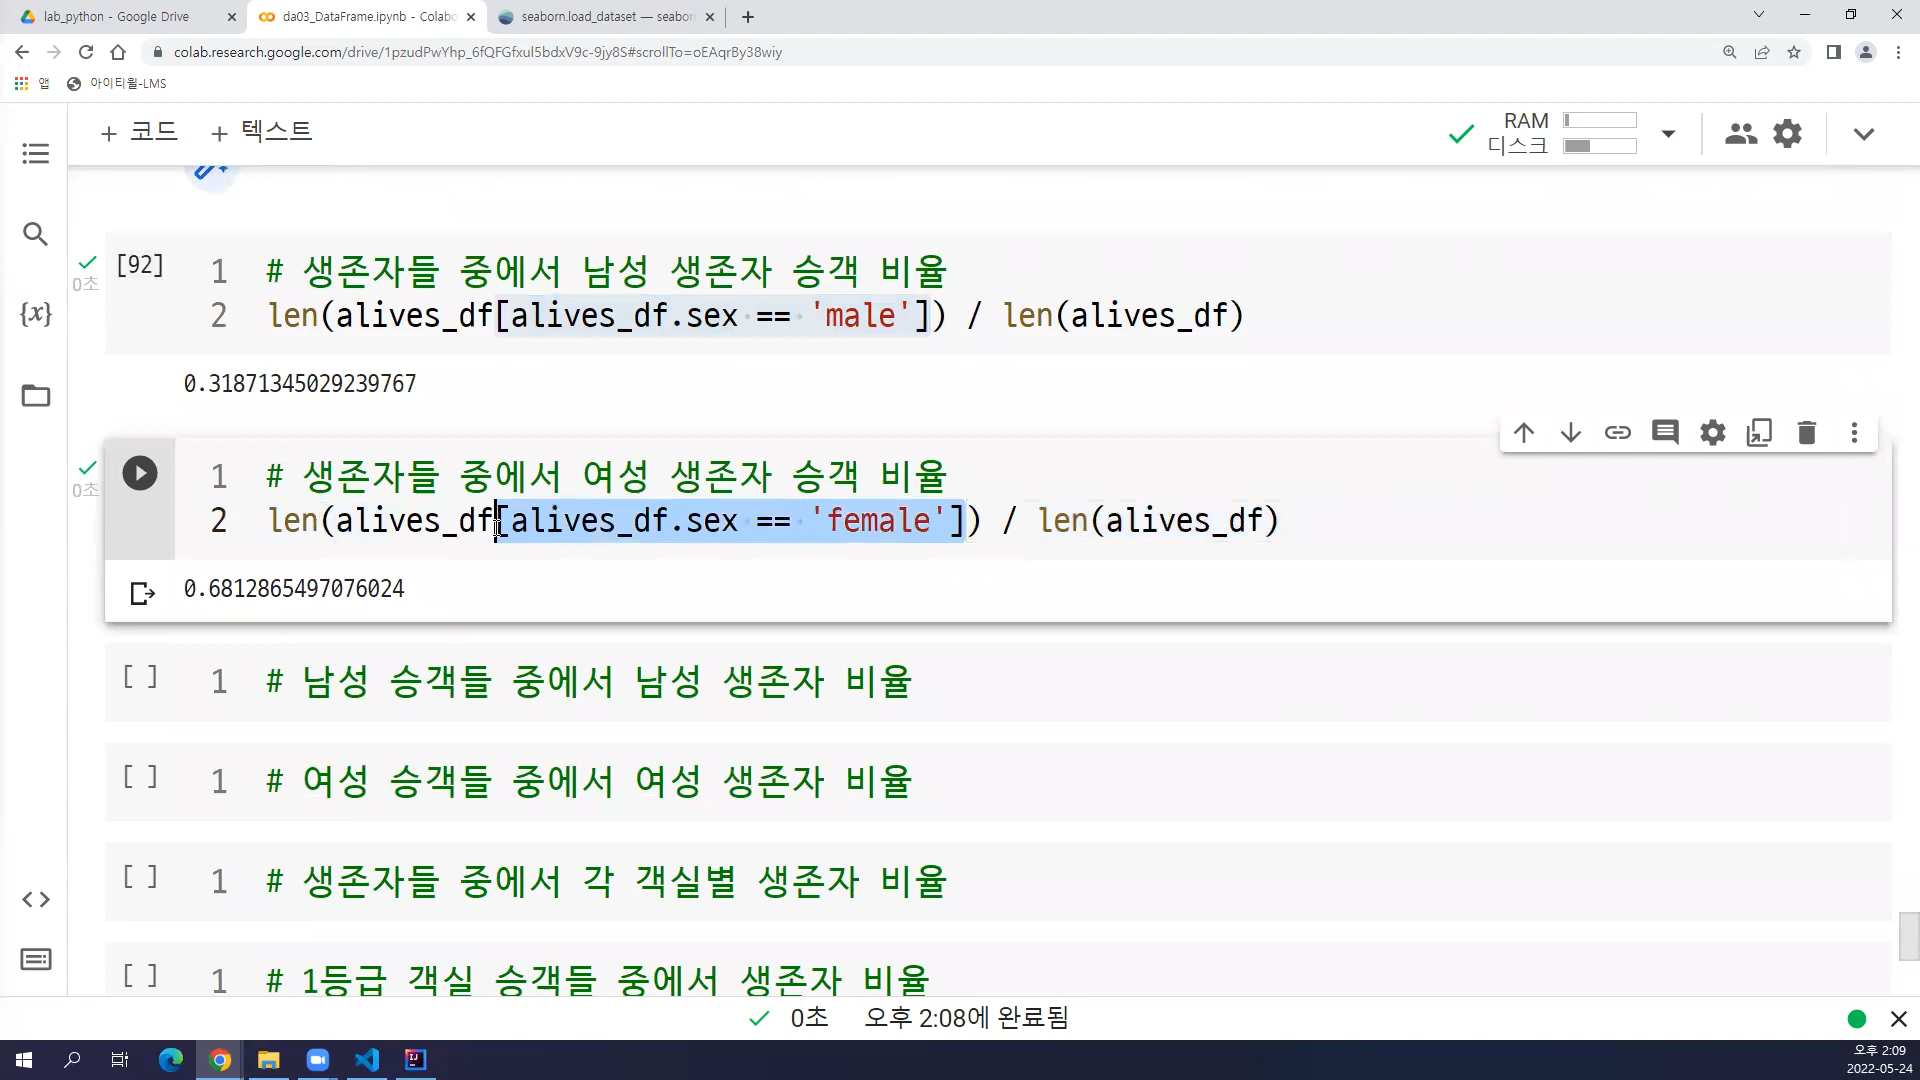 lab_python - Google Drive
da03_DataFrame.ipynb - Colabo
seaborn.load_dataset — seabor
colab.research.google.com/drive/1pzudPwYhp_6fQFGfxul5bdxV9c-9jy8S#scrollTo=oEAqrBy38wiy
앱
아이티윌-LMS
+ 코드
+ 텍스트
RAM
디스크
0초
[92]
1 # 생존자들 중에서 남성 생존자 승객 비율
2 len(alives_df[alives_df.sex == 'male']) / len(alives_df)
0.31871345029239767
0초
1 # 생존자들 중에서 여성 생존자 승객 비율
2 len(alives_df[alives_df.sex == 'female']) / len(alives_df)
0.6812865497076024
[ ] 1 # 남성 승객들 중에서 남성 생존자 비율
[ ] 1 # 여성 승객들 중에서 여성 생존자 비율
[ ] 1 # 생존자들 중에서 각 객실별 생존자 비율
[ ] 1 # 1등급 객실 승객들 중에서 생존자 비율
0초 오후 2:08에 완료됨
오후 2:09
2022-05-24